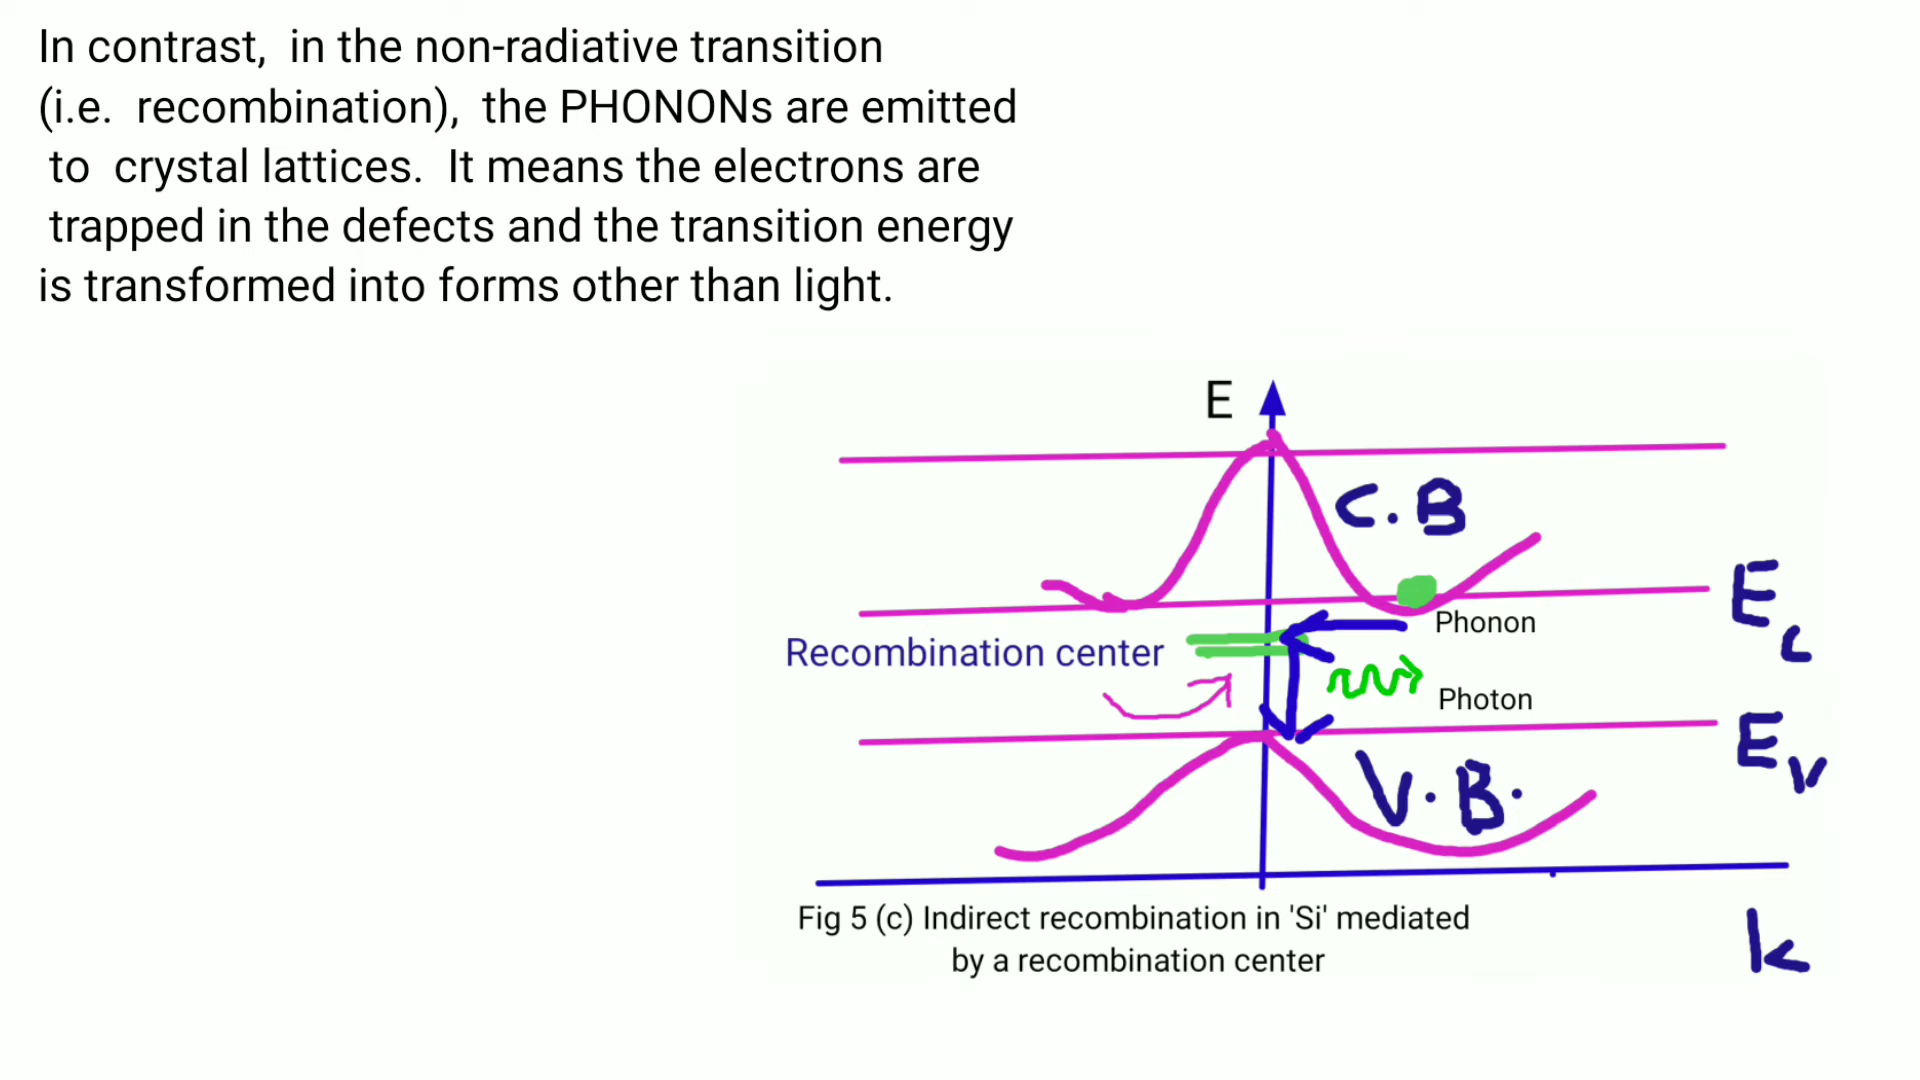 In contrast, in the non-radiative transition
(i.e. recombination), the PHONONs are emitted
to crystal lattices. It means the electrons are
trapped in the defects and the transition energy
is transformed into forms other than light.
E
C.B
Ec
Phonon
Recombination center
Photon
Ev
V.B.
Fig 5 (c) Indirect recombination in 'Si' mediated
by a recombination center
k